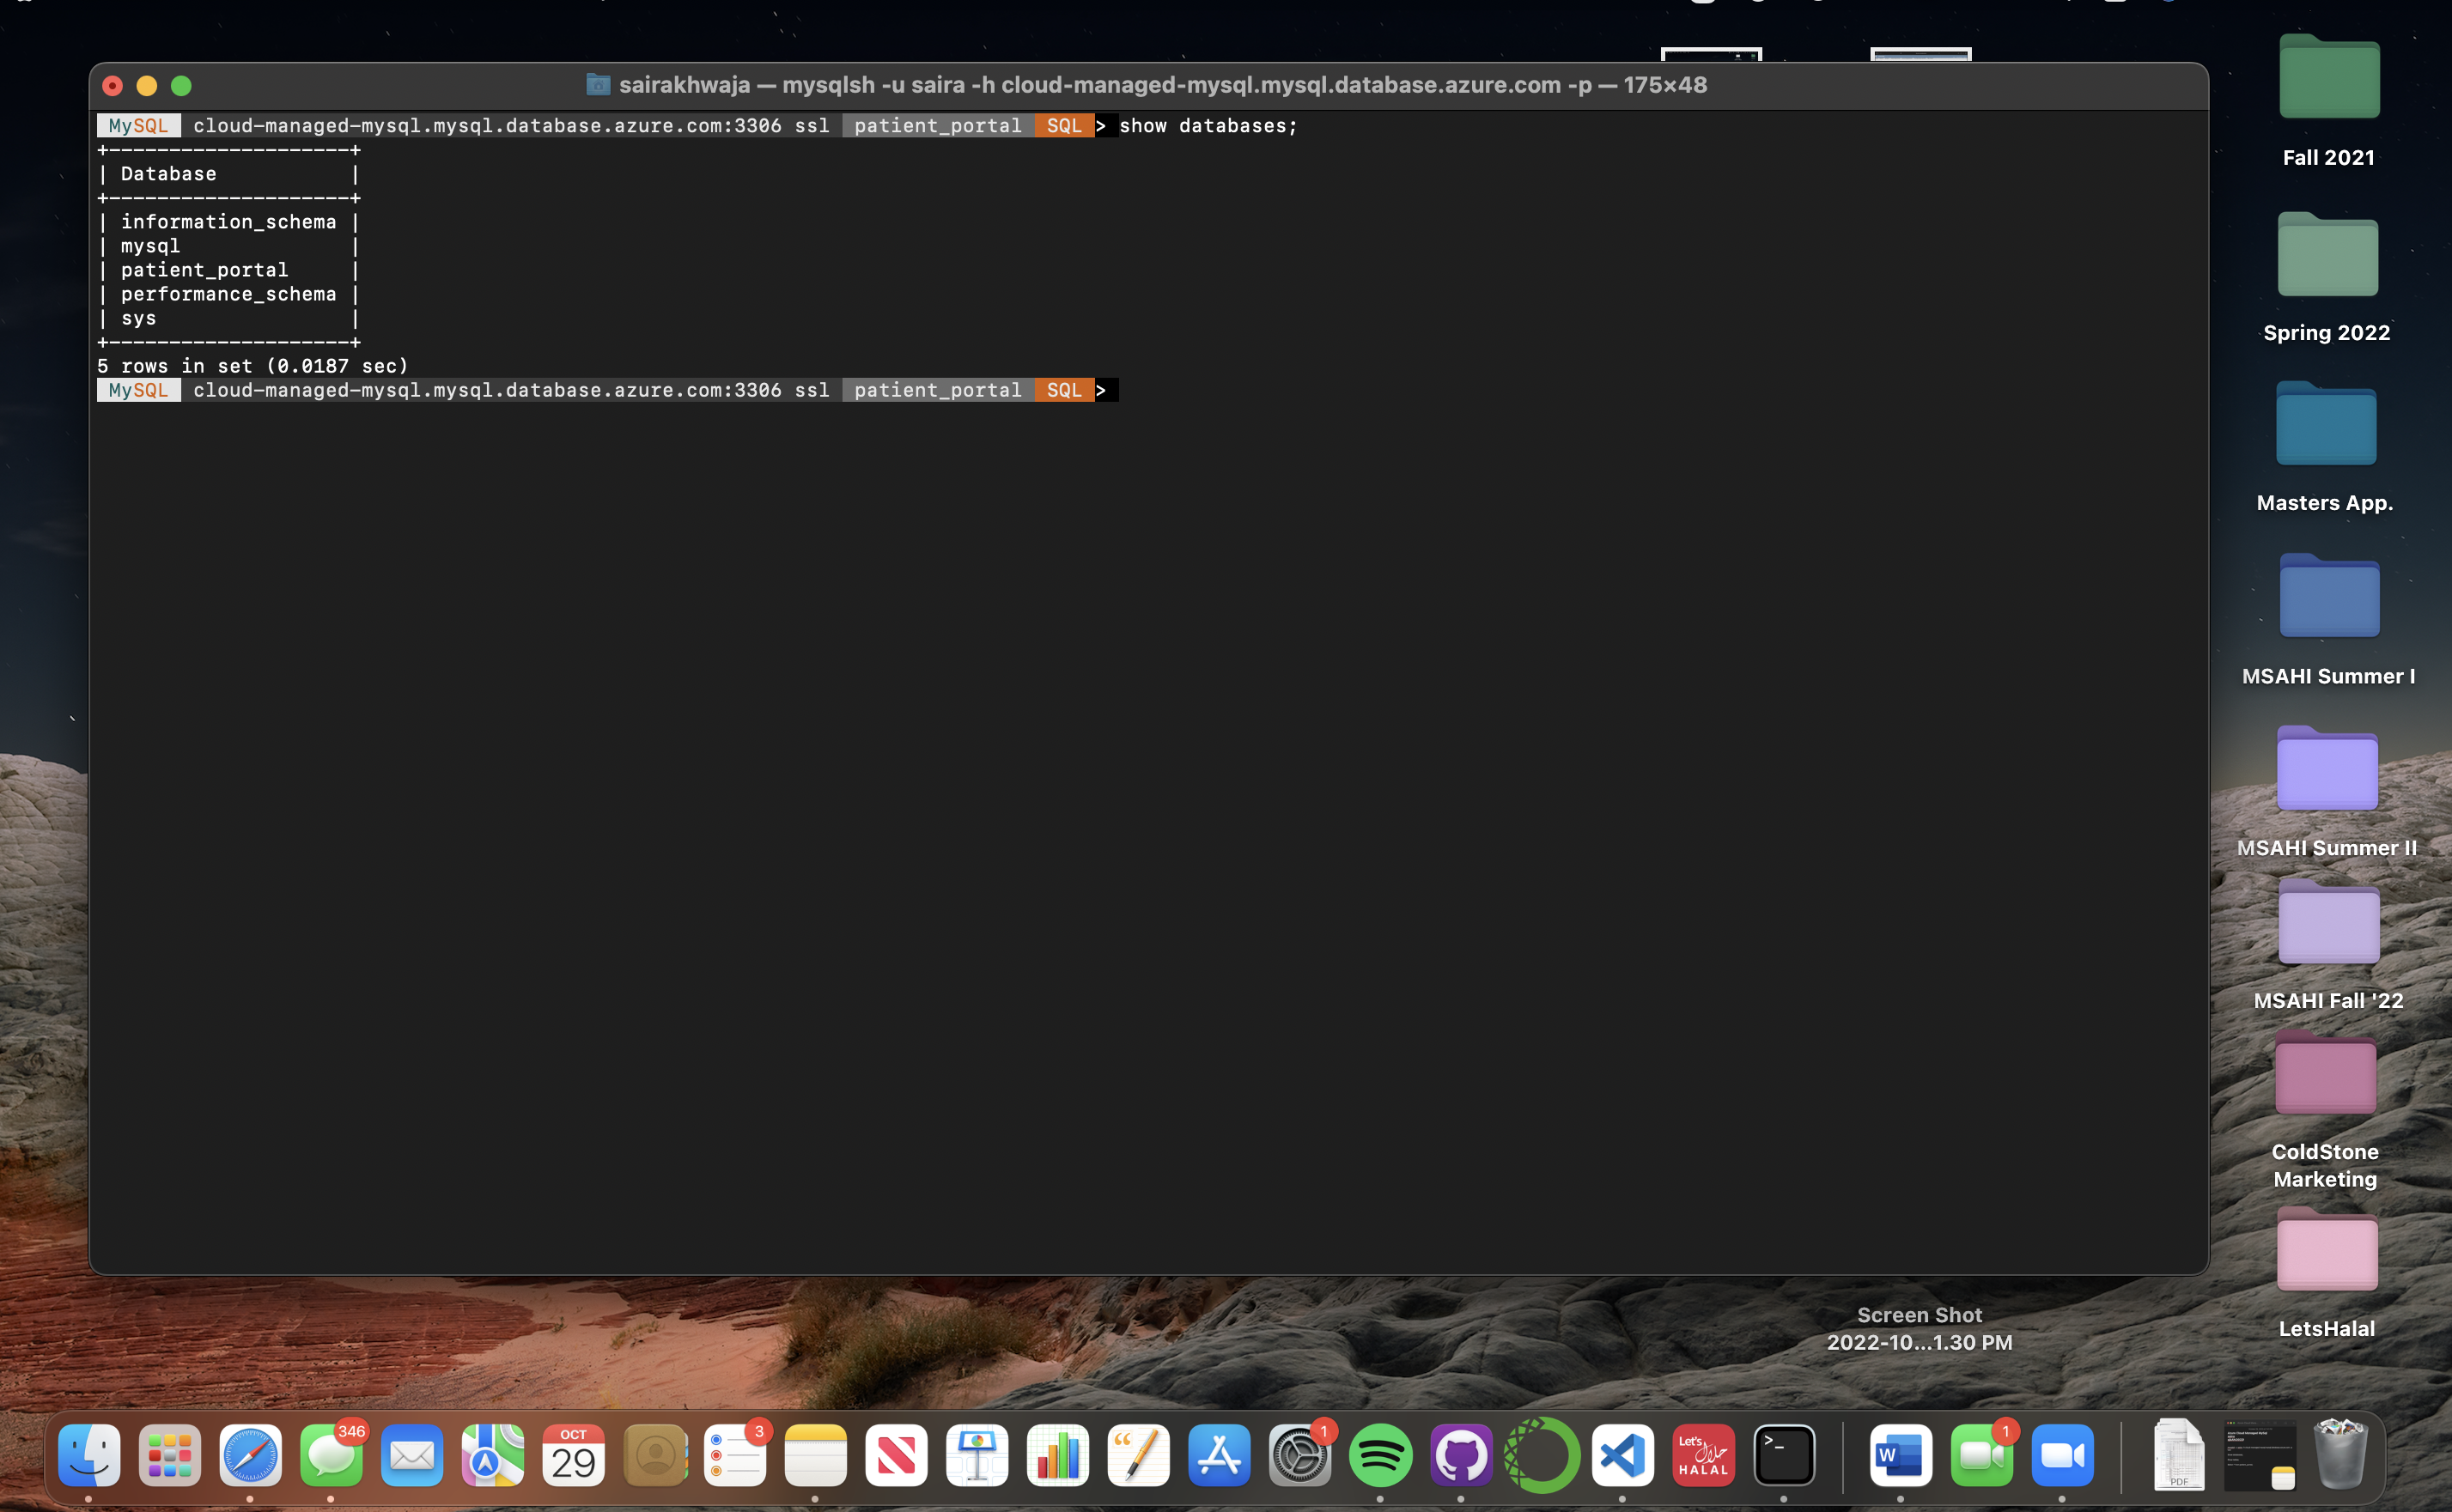 sairakhwaja — mysqlsh -u saira -h cloud-managed-mysql.mysql.database.azure.com -p — 175×48
MySQL cloud-managed-mysql.mysql.database.azure.com:3306 ssl patient_portal SQL > show databases;
+--------------------+
| Database           |
+--------------------+
| information_schema |
| mysql              |
| patient_portal     |
| performance_schema |
| sys                |
+--------------------+
5 rows in set (0.0187 sec)
MySQL cloud-managed-mysql.mysql.database.azure.com:3306 ssl patient_portal SQL >
Fall 2021
Spring 2022
Masters App.
MSAHI Summer I
MSAHI Summer II
MSAHI Fall '22
ColdStone
Marketing
LetsHalal
Screen Shot
2022-10...1.30 PM
346
OCT
29
3
1
Let's
حلال
HALAL
>_
W
1
PDF